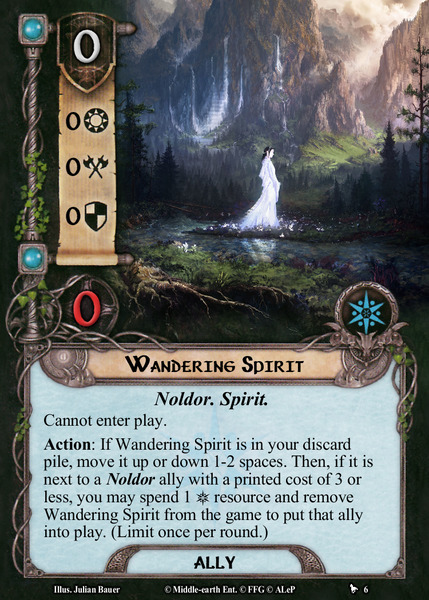 0
0
0
0
0
Wandering Spirit
Noldor. Spirit.
Cannot enter play.
Action: If Wandering Spirit is in your discard
pile, move it up or down 1-2 spaces. Then, if it is
next to a Noldor ally with a printed cost of 3 or
less, you may spend 1 resource and remove
Wandering Spirit from the game to put that ally
into play. (Limit once per round.)
ALLY
Illus. Julian Bauer © Middle-earth Ent. © FFG © ALeP 6